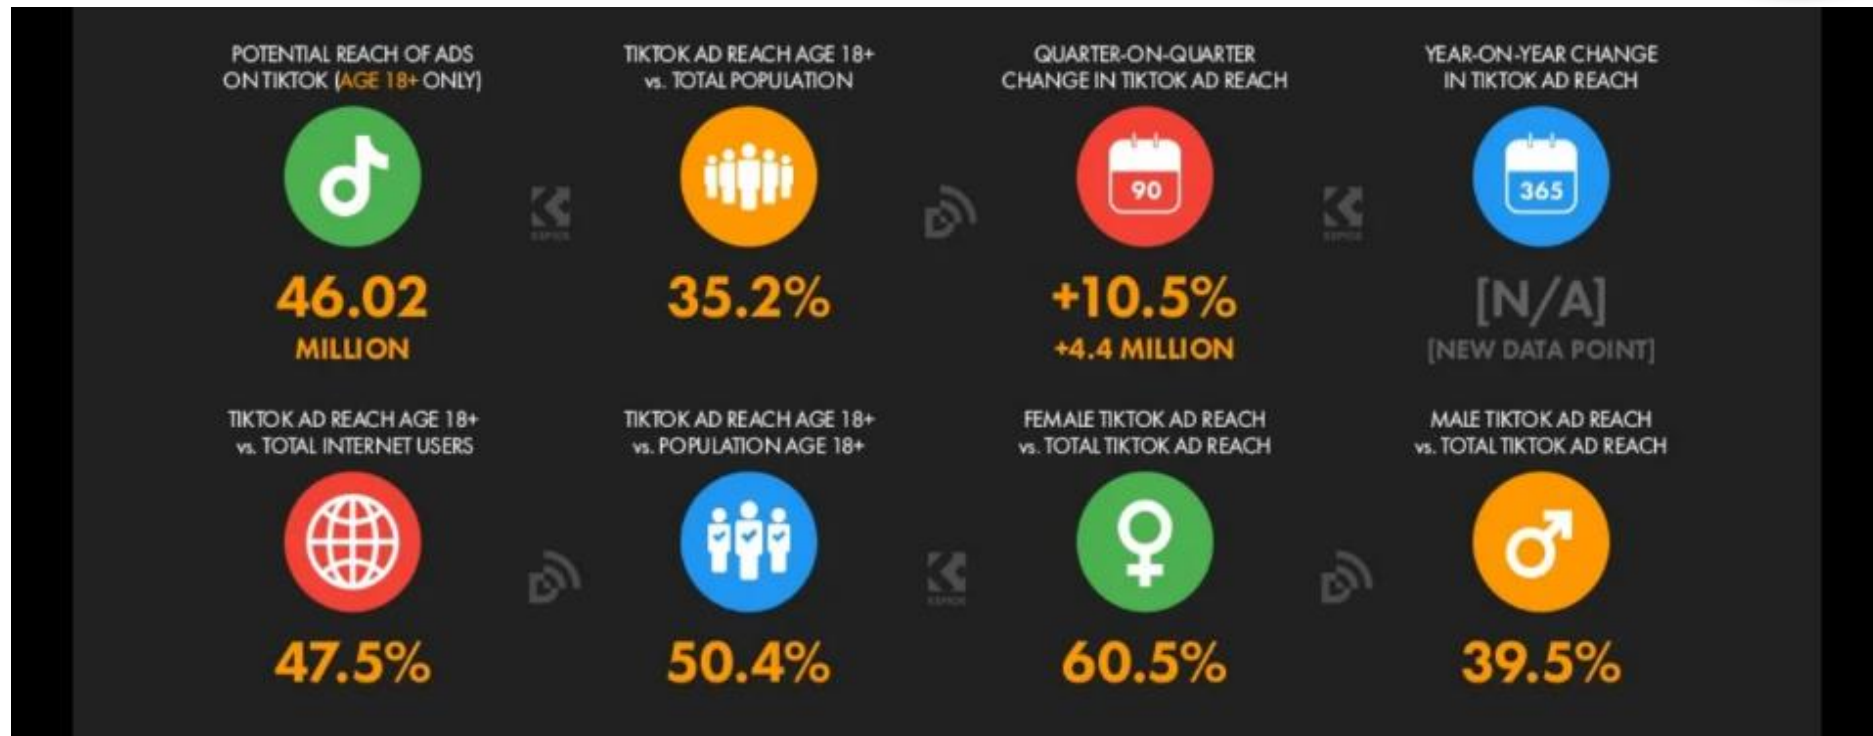 POTENTIAL REACH OF ADS
ON TIKTOK (AGE 18+ ONLY)
46.02
MILLION
TIKTOK AD REACH AGE 18+
vs. TOTAL POPULATION
35.2%
QUARTER-ON-QUARTER
CHANGE IN TIKTOK AD REACH
90
+10.5%
+4.4 MILLION
YEAR-ON-YEAR CHANGE
IN TIKTOK AD REACH
365
[N/A]
[NEW DATA POINT]
TIKTOK AD REACH AGE 18+
vs. TOTAL INTERNET USERS
47.5%
TIKTOK AD REACH AGE 18+
vs. POPULATION AGE 18+
50.4%
FEMALE TIKTOK AD REACH
vs. TOTAL TIKTOK AD REACH
60.5%
MALE TIKTOK AD REACH
vs. TOTAL TIKTOK AD REACH
39.5%
KEPIOS
KEPIOS
KEPIOS